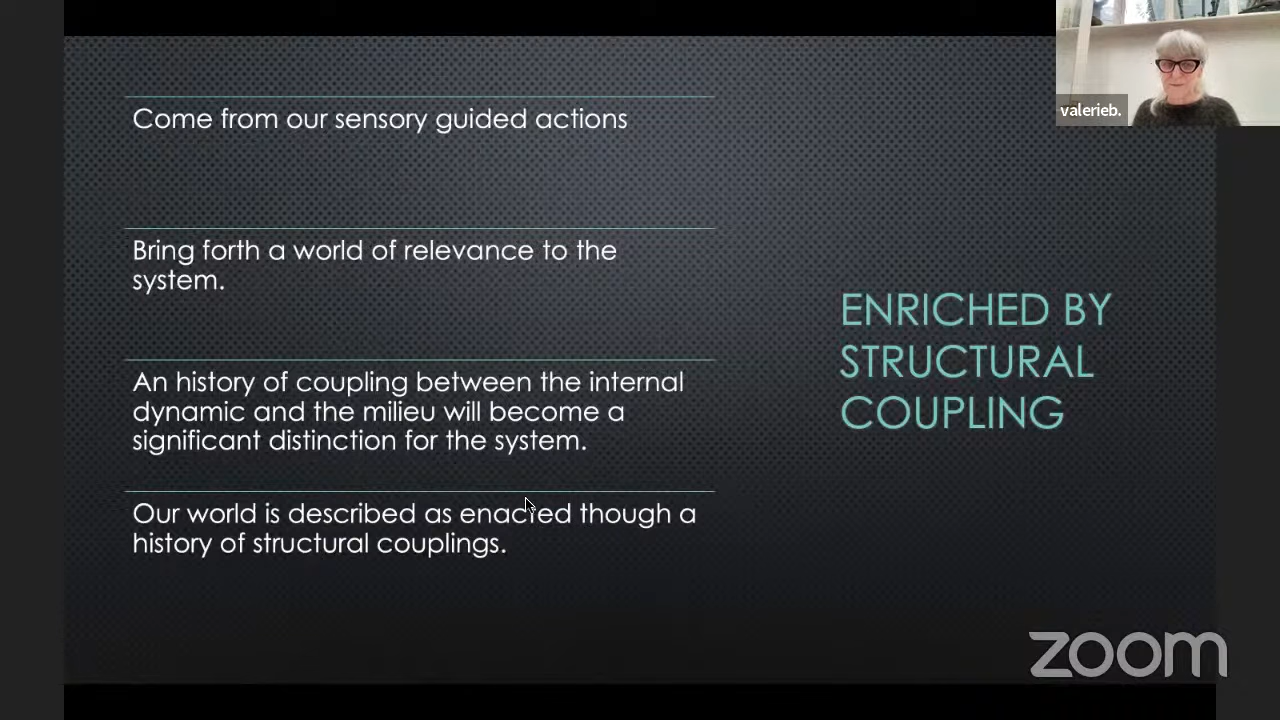 Come from our sensory guided actions
Bring forth a world of relevance to the
system.
An history of coupling between the internal
dynamic and the milieu will become a
significant distinction for the system.
Our world is described as enacted though a
history of structural couplings.
ENRICHED BY
STRUCTURAL
COUPLING
valerieb.
zoom